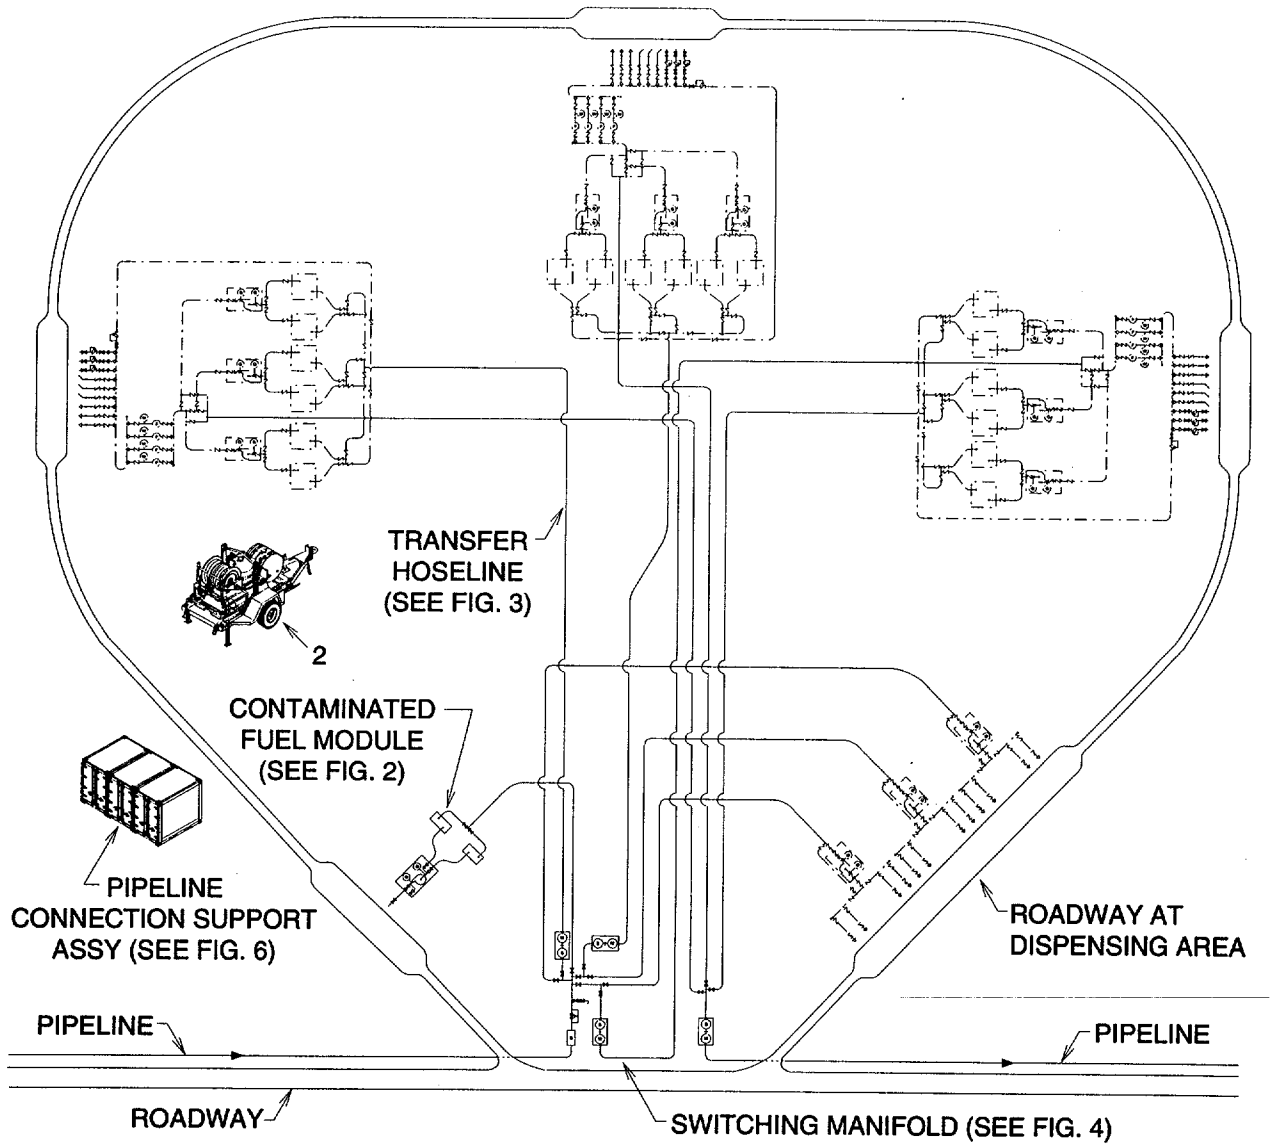 TRANSFER
HOSELINE
(SEE FIG. 3)
2
CONTAMINATED
FUEL MODULE
(SEE FIG. 2)
PIPELINE
CONNECTION SUPPORT
ASSY (SEE FIG. 6)
ROADWAY AT
DISPENSING AREA
PIPELINE
PIPELINE
ROADWAY
SWITCHING MANIFOLD (SEE FIG. 4)